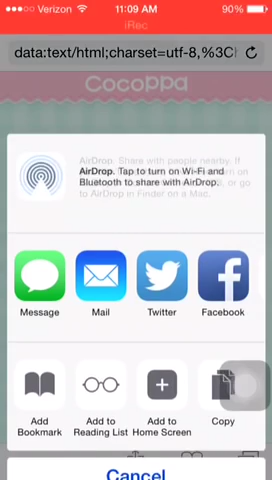 Verizon 11:09 AM 90%
iRec
data:text/html;charset=utf-8,%3C
Cocoppa
AirDrop. Share with people nearby. If
AirDrop. Tap to turn on Wi-Fi and
Bluetooth to share with AirDrop.
, or go
to AirDrop in Finder on a Mac.
Message Mail Twitter Facebook
Add Bookmark
Add to Reading List
Add to Home Screen
Copy
Cancel